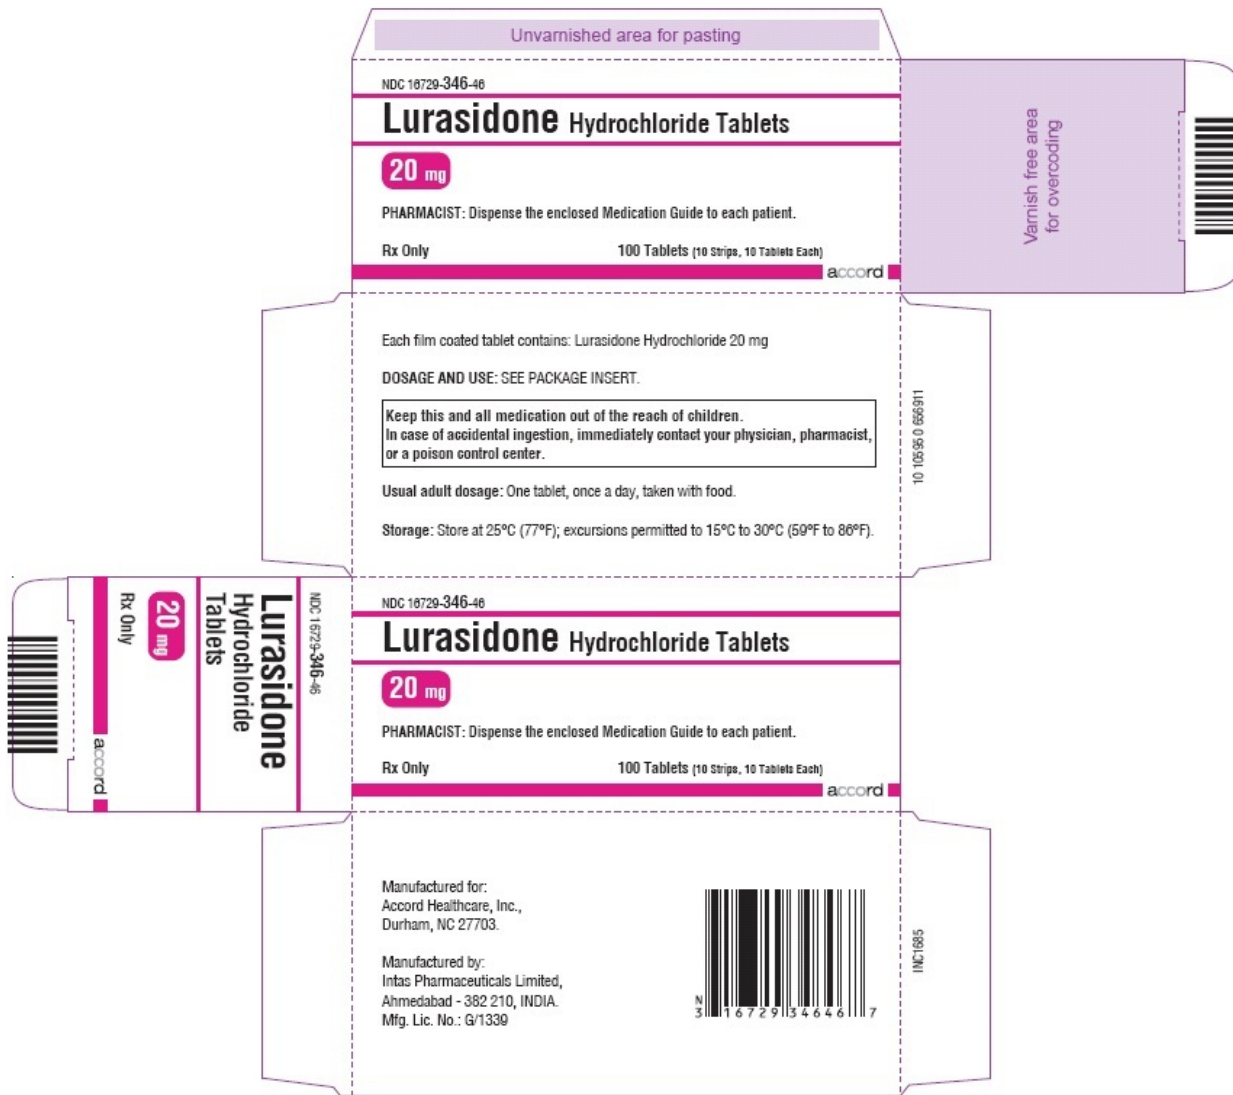 Unvarnished area for pasting
NDC 16729-346-46
Lurasidone Hydrochloride Tablets
20 mg
PHARMACIST: Dispense the enclosed Medication Guide to each patient.
Rx Only 100 Tablets (10 Strips, 10 Tablets Each)
accord
Varnish free area
for overcoding
Each film coated tablet contains: Lurasidone Hydrochloride 20 mg
DOSAGE AND USE: SEE PACKAGE INSERT.
Keep this and all medication out of the reach of children.
In case of accidental ingestion, immediately contact your physician, pharmacist,
or a poison control center.
Usual adult dosage: One tablet, once a day, taken with food.
Storage: Store at 25ºC (77ºF); excursions permitted to 15ºC to 30ºC (59ºF to 86ºF).
10 10595 0 656911
NDC 16729-346-46
Lurasidone
Hydrochloride
Tablets
20 mg
Rx Only
accord
NDC 16729-346-46
Lurasidone Hydrochloride Tablets
20 mg
PHARMACIST: Dispense the enclosed Medication Guide to each patient.
Rx Only 100 Tablets (10 Strips, 10 Tablets Each)
accord
Manufactured for:
Accord Healthcare, Inc.,
Durham, NC 27703.
Manufactured by:
Intas Pharmaceuticals Limited,
Ahmedabad - 382 210, INDIA.
Mfg. Lic. No.: G/1339
N
3 16729 34646 7
INC1685